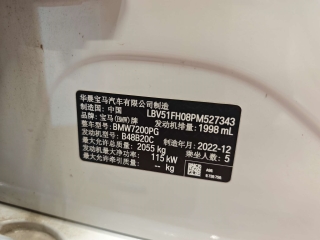 华晨宝马汽车有限公司制造
制造国：中国 LBV51FH08PM527343
品牌：宝马(BMW)牌 发动机排量：1998 mL
整车型号：BMW7200PG
发动机型号：B48B20C 制造年月：2022-12
最大允许总质量：2055 kg 乘坐人数：5
发动机最大净功率：115 kW
最大允许牵引质量：-- kg